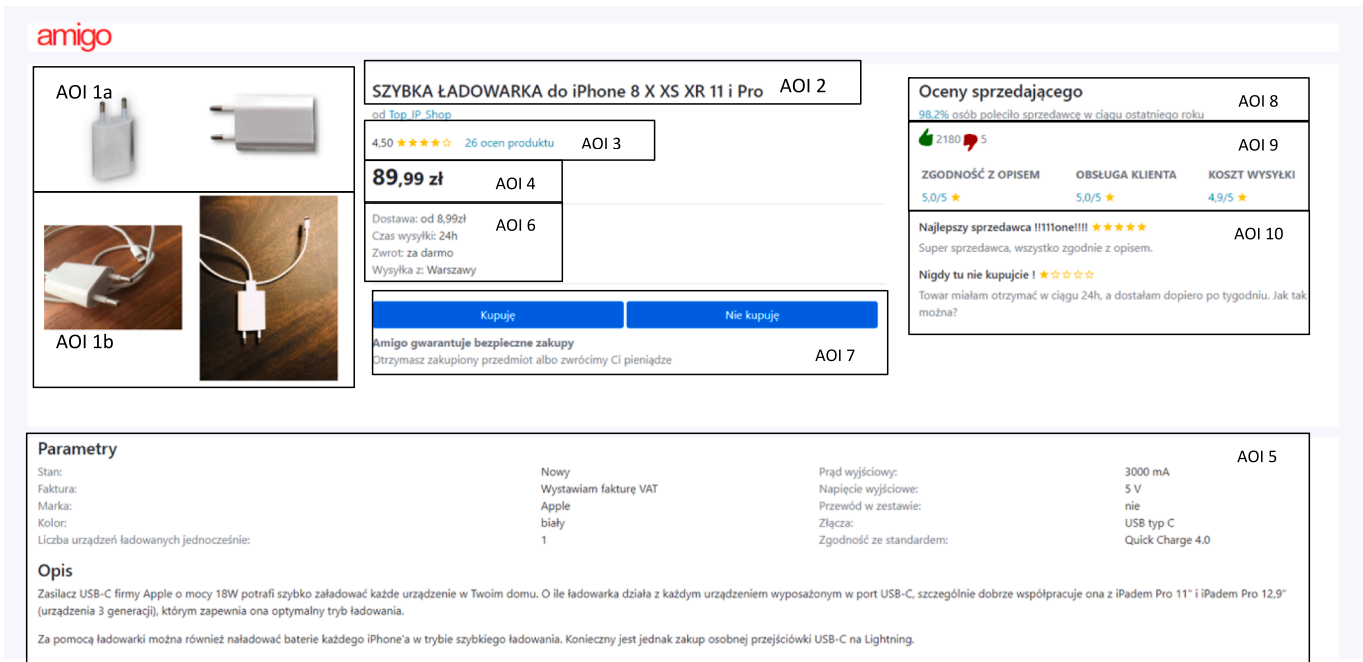 amigo
AOI 1a
AOI 1b
SZYBKA ŁADOWARKA do iPhone 8 X XS XR 11 i Pro
AOI 2
od Top_IP_Shop
4,50 ★★★★☆ 26 ocen produktu
AOI 3
89,99 zł
AOI 4
Dostawa: od 8,99zł
AOI 6
Czas wysyłki: 24h
Zwrot: za darmo
Wysyłka z: Warszawy
Kupuję
Nie kupuję
Amigo gwarantuje bezpieczne zakupy
Otrzymasz zakupiony przedmiot albo zwrócimy Ci pieniądze
AOI 7
Oceny sprzedającego
AOI 8
98,2% osób poleciło sprzedawcę w ciągu ostatniego roku
2180 5
AOI 9
ZGODNOŚĆ Z OPISEM OBSŁUGA KLIENTA KOSZT WYSYŁKI
5,0/5 ★ 5,0/5 ★ 4,9/5 ★
Najlepszy sprzedawca !!111one!!!! ★★★★★
AOI 10
Super sprzedawca, wszystko zgodnie z opisem.
Nigdy tu nie kupujcie ! ★☆☆☆☆
Towar miałam otrzymać w ciągu 24h, a dostałam dopiero po tygodniu. Jak tak
można?
Parametry
AOI 5
Stan: Nowy Prąd wyjściowy: 3000 mA
Faktura: Wystawiam fakturę VAT Napięcie wyjściowe: 5 V
Marka: Apple Przewód w zestawie: nie
Kolor: biały Złącza: USB typ C
Liczba urządzeń ładowanych jednocześnie: 1 Zgodność ze standardem: Quick Charge 4.0
Opis
Zasilacz USB-C firmy Apple o mocy 18W potrafi szybko załadować każde urządzenie w Twoim domu. O ile ładowarka działa z każdym urządzeniem wyposażonym w port USB-C, szczególnie dobrze współpracuje ona z iPadem Pro 11" i iPadem Pro 12,9"
(urządzenia 3 generacji), którym zapewnia ona optymalny tryb ładowania.
Za pomocą ładowarki można również naładować baterie każdego iPhone'a w trybie szybkiego ładowania. Konieczny jest jednak zakup osobnej przejściówki USB-C na Lightning.